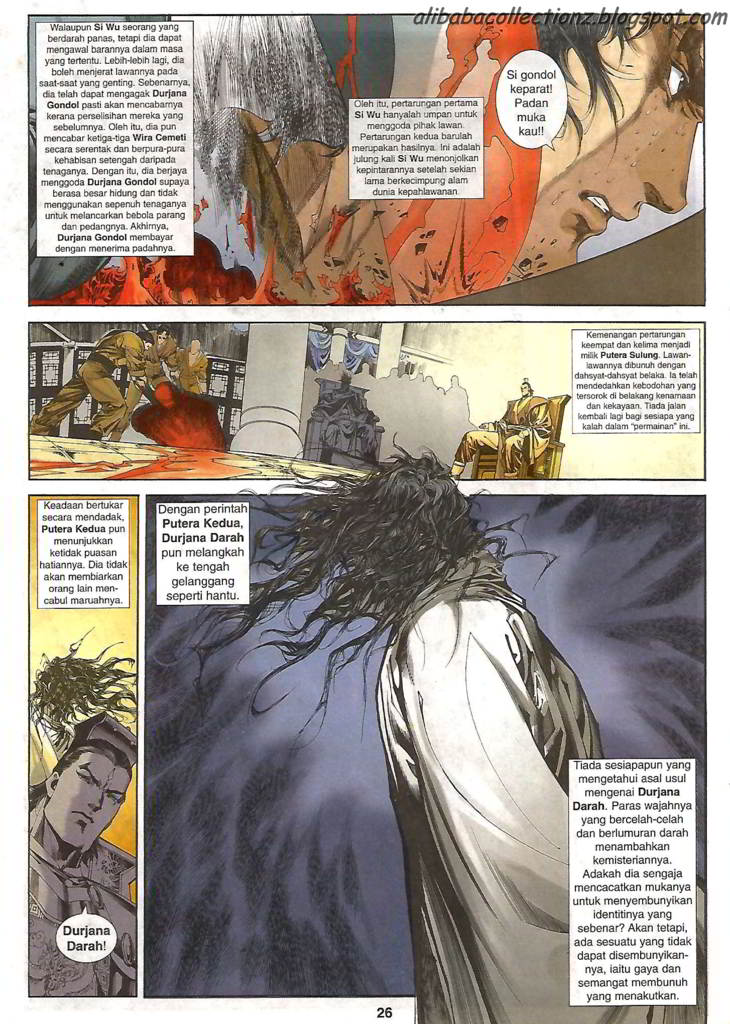 alibabacollectionz.blogspot.com
Walaupun Si Wu seorang yang
berdarah panas, tetapi dia dapat
mengawal barannya dalam masa
yang tertentu. Lebih-lebih lagi, dia
boleh menjerat lawannya pada
saat-saat yang genting. Sebenarnya,
dia telah dapat mengagak Durjana
Gondol pasti akan mencabarnya
kerana perselisihan mereka yang
sebelumnya. Oleh itu, dia pun
mencabar ketiga-tiga Wira Cemeti
secara serentak dan berpura-pura
kehabisan setengah daripada
tenaganya. Dengan itu, dia berjaya
menggoda Durjana Gondol supaya
berasa besar hidung dan tidak
menggunakan sepenuh tenaganya
untuk melancarkan bebola parang
dan pedangnya. Akhirnya,
Durjana Gondol membayar
dengan menerima padahnya.
Oleh itu, pertarungan pertama
Si Wu hanyalah umpan untuk
menggoda pihak lawan.
Pertarungan kedua barulah
merupakan hasilnya. Ini adalah
julung kali Si Wu menonjolkan
kepintarannya setelah sekian
lama berkecimpung alam
dunia kepahlawanan.
Si gondol
keparat!
Padan
muka
kau!!
Kemenangan pertarungan
keempat dan kelima menjadi
milik Putera Sulung. Lawan-
lawannya dibunuh dengan
dahsyat-dahsyat belaka. Ia telah
mendedahkan kebodohan yang
tersorok di belakang kenamaan
dan kekayaan. Tiada jalan
kembali lagi bagi sesiapa yang
kalah dalam "permainan" ini.
Keadaan bertukar
secara mendadak,
Putera Kedua pun
menunjukkan
ketidak puasan
hatiannya. Dia tidak
akan membiarkan
orang lain men-
cabul maruahnya.
Durjana
Darah!
Dengan perintah
Putera Kedua,
Durjana Darah
pun melangkah
ke tengah
gelanggang
seperti hantu.
Tiada sesiapapun yang
mengetahui asal usul
mengenai Durjana
Darah. Paras wajahnya
yang bercelah-celah
dan berlumuran darah
menambahkan
kemisteriannya.
Adakah dia sengaja
mencacatkan mukanya
untuk menyembunyikan
identitinya yang
sebenar? Akan tetapi,
ada sesuatu yang tidak
dapat disembunyikan-
nya, iaitu gaya dan
semangat membunuh
yang menakutkan.
26